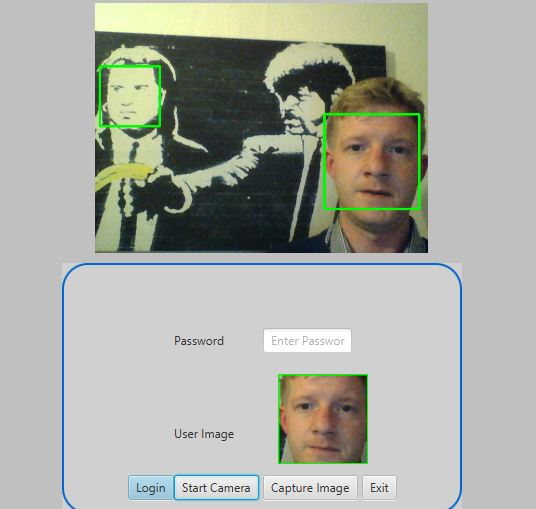 Password Enter Passwor
User Image
Login Start Camera Capture Image Exit